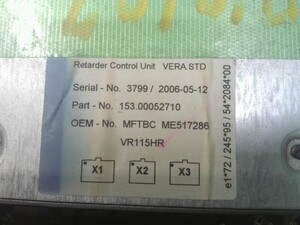 Retarder Control Unit VERA STD
Serial - No. 3799 / 2006-05-12
Part - No. 153.00052710
OEM - No. MFTBC ME517286
VR115HR
X1 X2 X3
e1*72 / 245*95 / 54*2084*00